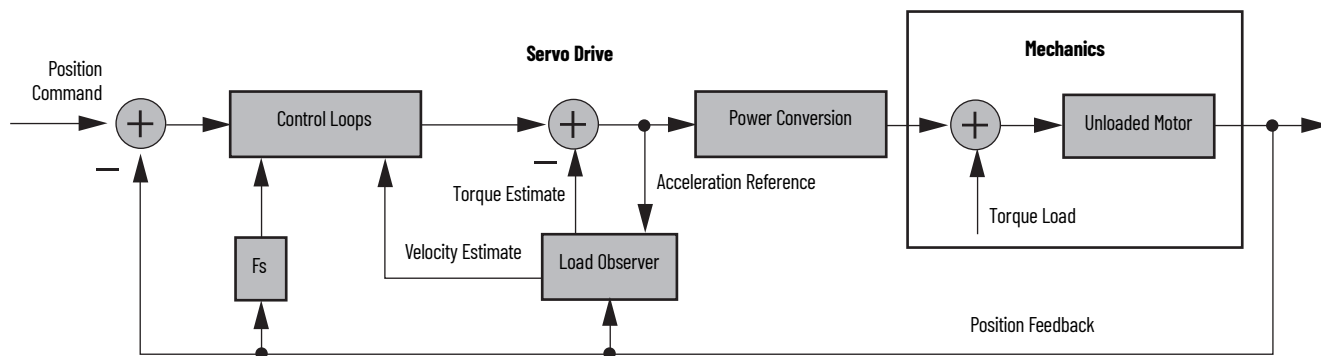 Servo Drive
Mechanics
Position
Command
+
Control Loops
+
Power Conversion
+
Unloaded Motor
−
−
Torque Estimate
Acceleration Reference
Torque Load
Velocity Estimate
Fs
Load Observer
Position Feedback